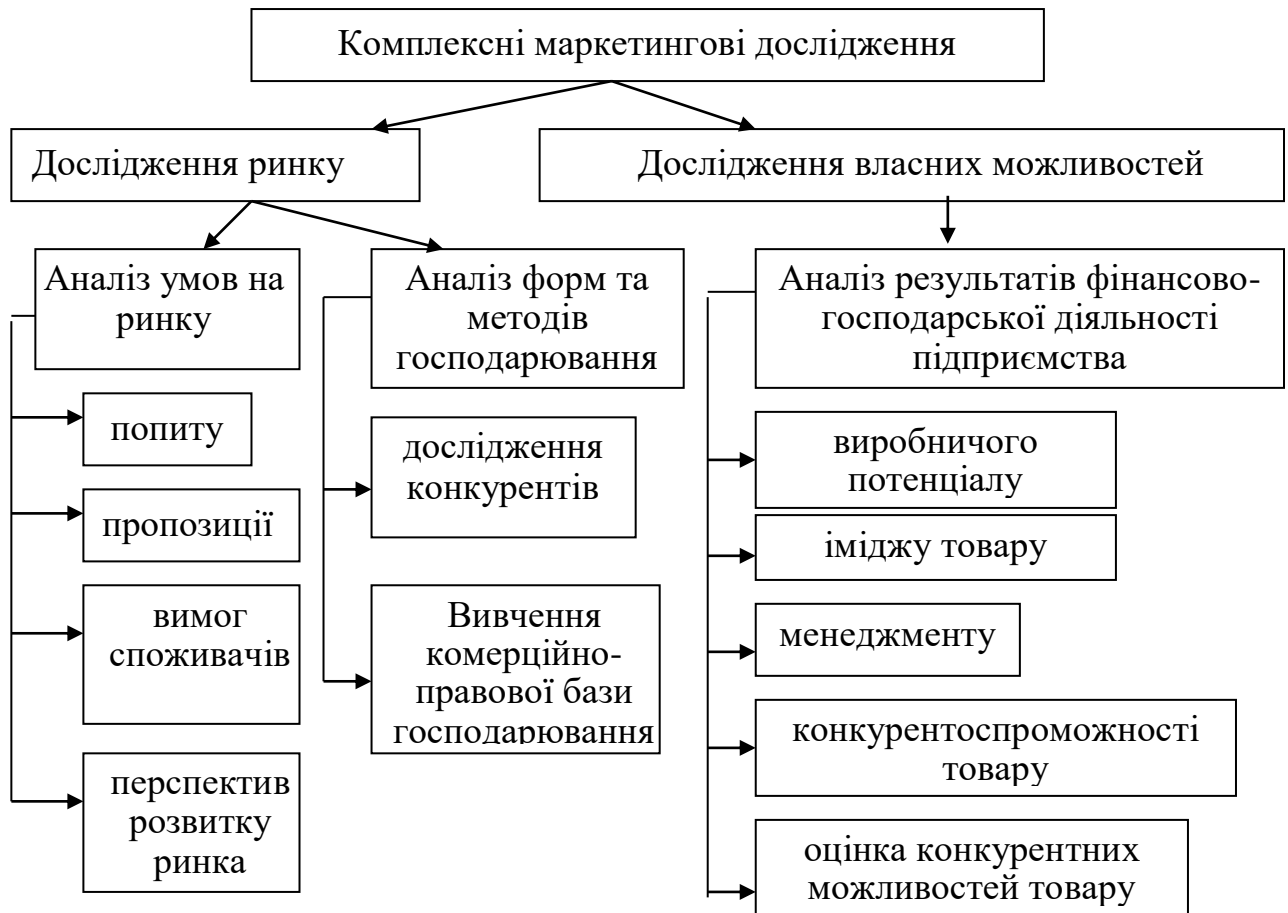 Комплексні маркетингові дослідження
Дослідження ринку
Дослідження власних можливостей
Аналіз умов на
ринку
попиту
пропозиції
вимог
споживачів
перспектив
розвитку
ринка
Аналіз форм та
методів
господарювання
дослідження
конкурентів
Вивчення
комерційно-
правової бази
господарювання
Аналіз результатів фінансово-
господарської діяльності
підприємства
виробничого
потенціалу
іміджу товару
менеджменту
конкурентоспроможності
товару
оцінка конкурентних
можливостей товару